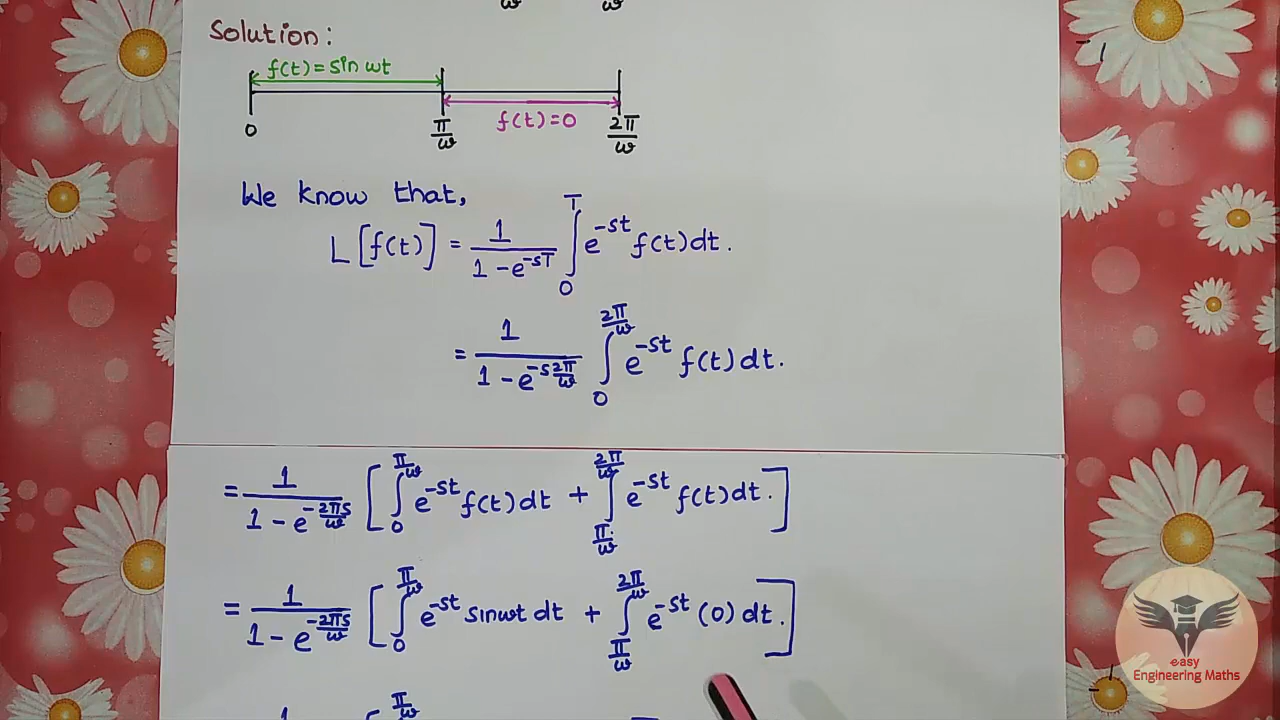 ω ω
Solution:
f(t)=sin ωt
f(t)=0
0 π/ω 2π/ω
We know that,
L[f(t)] = 1/(1-e^{-sT}) ∫_0^T e^{-st} f(t)dt.
= 1/(1-e^{-s2π/ω}) ∫_0^{2π/ω} e^{-st} f(t)dt.
= 1/(1-e^{-2πs/ω}) [∫_0^{π/ω} e^{-st} f(t)dt + ∫_{π/ω}^{2π/ω} e^{-st} f(t)dt.]
= 1/(1-e^{-2πs/ω}) [∫_0^{π/ω} e^{-st} sinωt dt + ∫_{π/ω}^{2π/ω} e^{-st} (0) dt.]
1 [ π/ω
easy
Engineering Maths